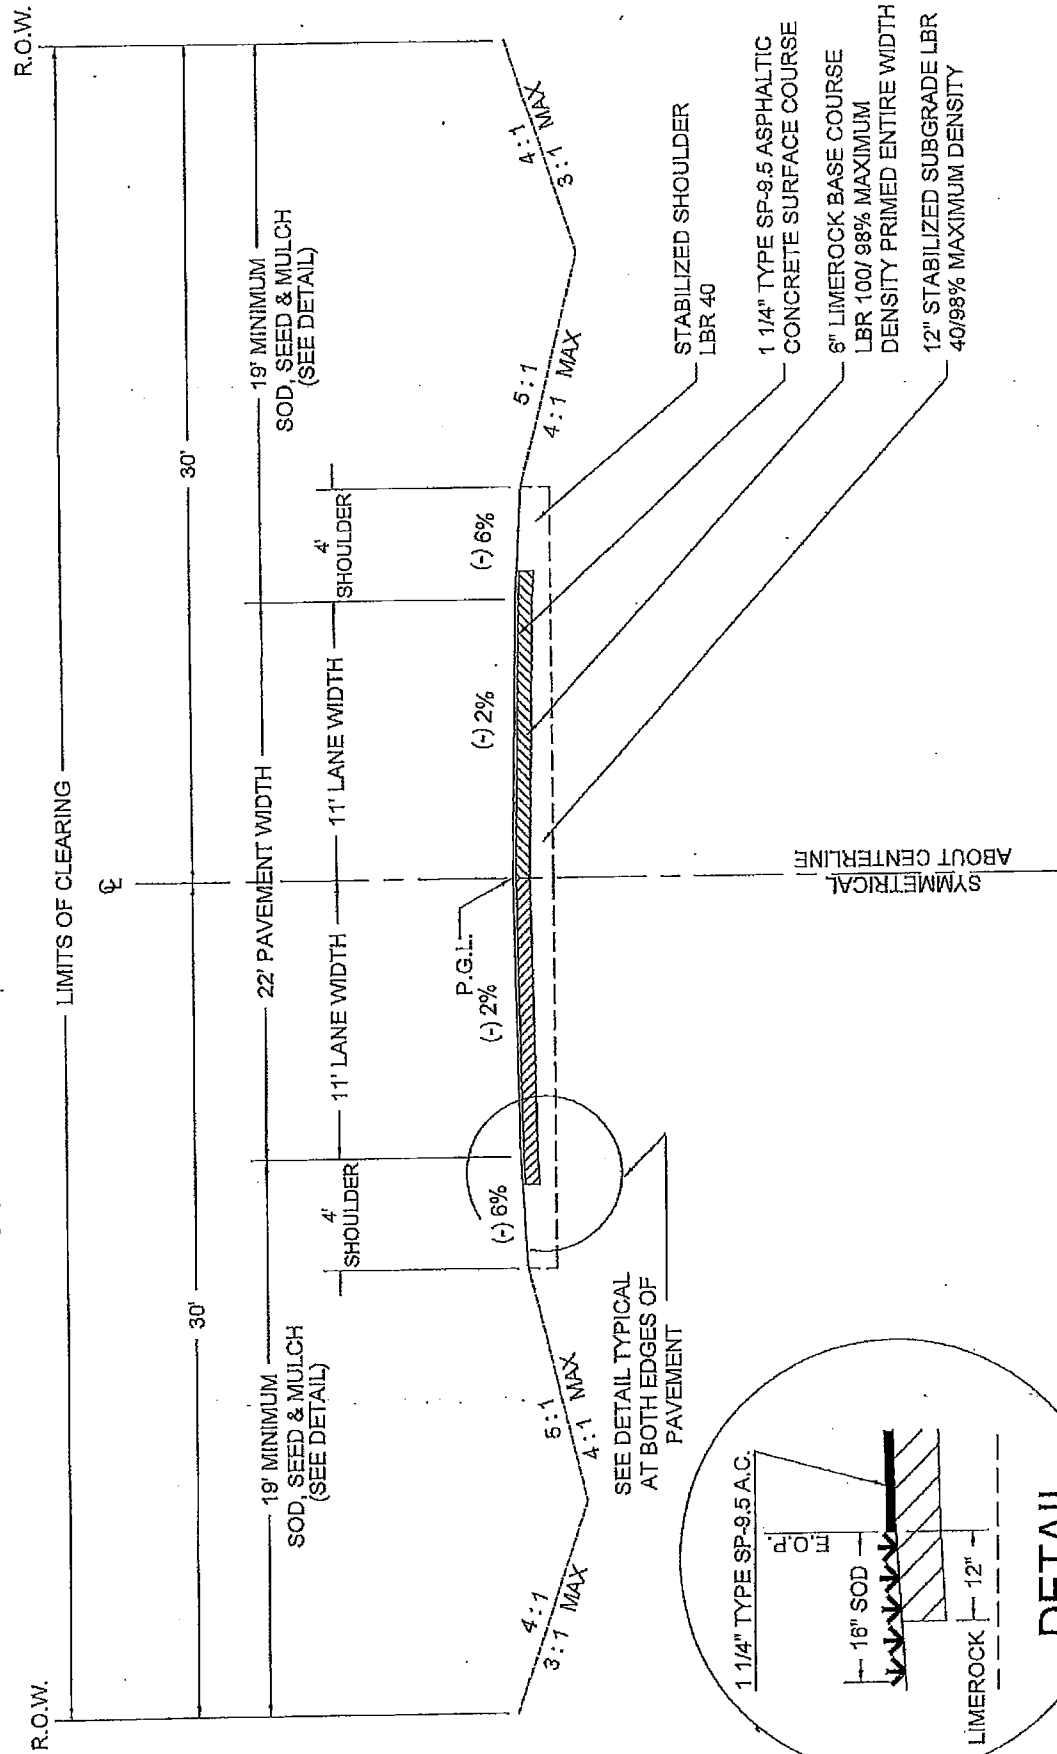 R.O.W.
R.O.W.
LIMITS OF CLEARING
℄
30'
30'
19' MINIMUM
SOD, SEED & MULCH
(SEE DETAIL)
22' PAVEMENT WIDTH
19' MINIMUM
SOD, SEED & MULCH
(SEE DETAIL)
4'
SHOULDER
11' LANE WIDTH
11' LANE WIDTH
4'
SHOULDER
P.G.L.
(-) 6%
(-) 2%
(-) 2%
(-) 6%
4:1
3:1 MAX
5:1
4:1 MAX
5:1
4:1 MAX
4:1
3:1 MAX
SEE DETAIL TYPICAL
AT BOTH EDGES OF
PAVEMENT
SYMMETRICAL
ABOUT CENTERLINE
STABILIZED SHOULDER
LBR 40
1 1/4" TYPE SP-9.5 ASPHALTIC
CONCRETE SURFACE COURSE
6" LIMEROCK BASE COURSE
LBR 100/ 98% MAXIMUM
DENSITY PRIMED ENTIRE WIDTH
12" STABILIZED SUBGRADE LBR
40/98% MAXIMUM DENSITY
1 1/4" TYPE SP-9.5 A.C.
E.O.P.
16" SOD
LIMEROCK
12"
DETAIL